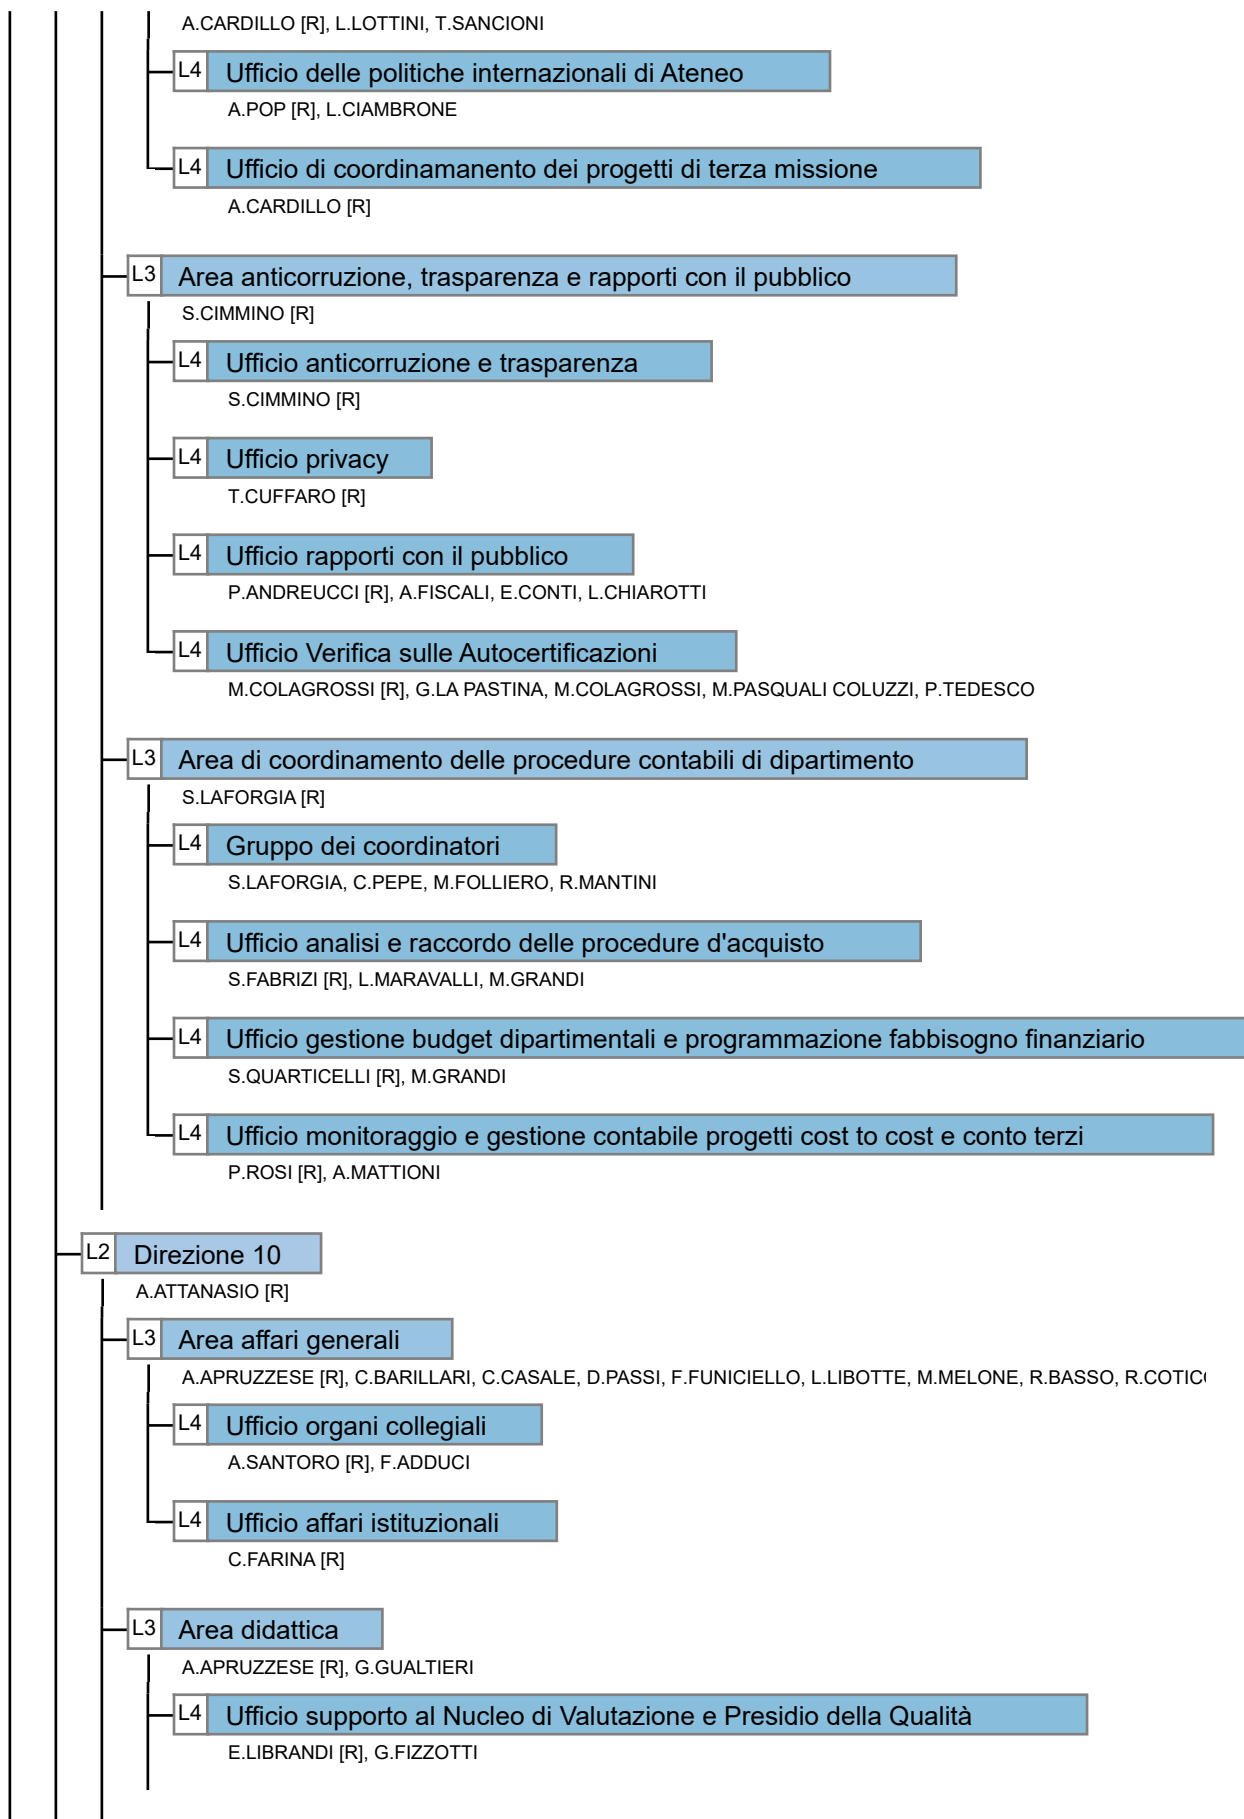 A.CARDILLO [R], L.LOTTINI, T.SANCIONI
L4 Ufficio delle politiche internazionali di Ateneo
A.POP [R], L.CIAMBRONE
L4 Ufficio di coordinamanento dei progetti di terza missione
A.CARDILLO [R]
L3 Area anticorruzione, trasparenza e rapporti con il pubblico
S.CIMMINO [R]
L4 Ufficio anticorruzione e trasparenza
S.CIMMINO [R]
L4 Ufficio privacy
T.CUFFARO [R]
L4 Ufficio rapporti con il pubblico
P.ANDREUCCI [R], A.FISCALI, E.CONTI, L.CHIAROTTI
L4 Ufficio Verifica sulle Autocertificazioni
M.COLAGROSSI [R], G.LA PASTINA, M.COLAGROSSI, M.PASQUALI COLUZZI, P.TEDESCO
L3 Area di coordinamento delle procedure contabili di dipartimento
S.LAFORGIA [R]
L4 Gruppo dei coordinatori
S.LAFORGIA, C.PEPE, M.FOLLIERO, R.MANTINI
L4 Ufficio analisi e raccordo delle procedure d'acquisto
S.FABRIZI [R], L.MARAVALLI, M.GRANDI
L4 Ufficio gestione budget dipartimentali e programmazione fabbisogno finanziario
S.QUARTICELLI [R], M.GRANDI
L4 Ufficio monitoraggio e gestione contabile progetti cost to cost e conto terzi
P.ROSI [R], A.MATTIONI
L2 Direzione 10
A.ATTANASIO [R]
L3 Area affari generali
A.APRUZZESE [R], C.BARILLARI, C.CASALE, D.PASSI, F.FUNICIELLO, L.LIBOTTE, M.MELONE, R.BASSO,
L4 Ufficio organi collegiali
A.SANTORO [R], F.ADDUCI
L4 Ufficio affari istituzionali
C.FARINA [R]
L3 Area didattica
A.APRUZZESE [R], G.GUALTIERI
L4 Ufficio supporto al Nucleo di Valutazione e Presidio della Qualità
E.LIBRANDI [R], G.FIZZOTTI